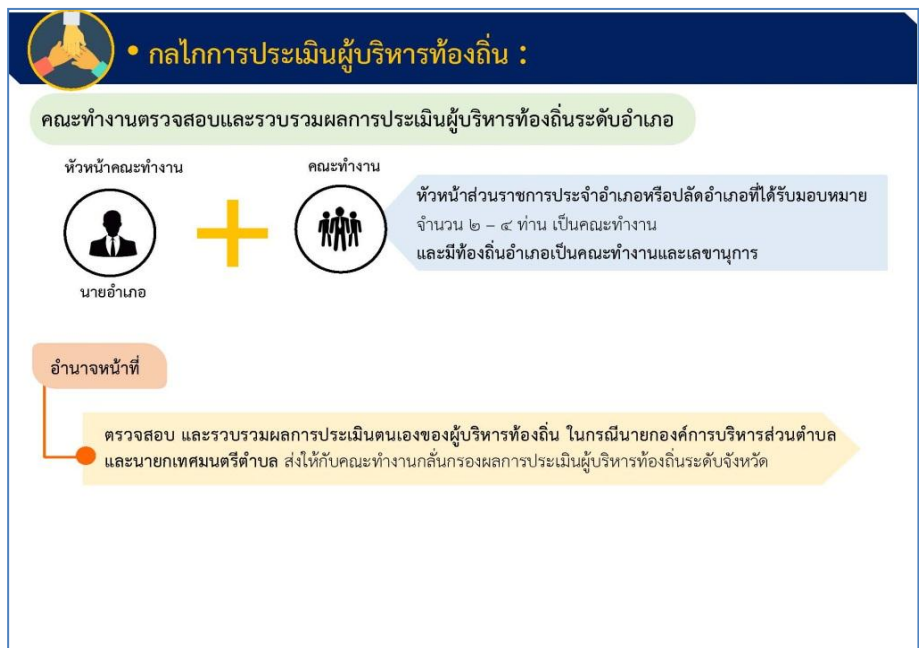 • กลไกการประเมินผู้บริหารท้องถิ่น :
คณะทำงานตรวจสอบและรวบรวมผลการประเมินผู้บริหารท้องถิ่นระดับอำเภอ
หัวหน้าคณะทำงาน
นายอำเภอ
คณะทำงาน
หัวหน้าส่วนราชการประจำอำเภอหรือปลัดอำเภอที่ได้รับมอบหมาย
จำนวน ๒ – ๔ ท่าน เป็นคณะทำงาน
และมีท้องถิ่นอำเภอเป็นคณะทำงานและเลขานุการ
อำนาจหน้าที่
ตรวจสอบ และรวบรวมผลการประเมินตนเองของผู้บริหารท้องถิ่น ในกรณีนายกองค์การบริหารส่วนตำบล
และนายกเทศมนตรีตำบล ส่งให้กับคณะทำงานกลั่นกรองผลการประเมินผู้บริหารท้องถิ่นระดับจังหวัด